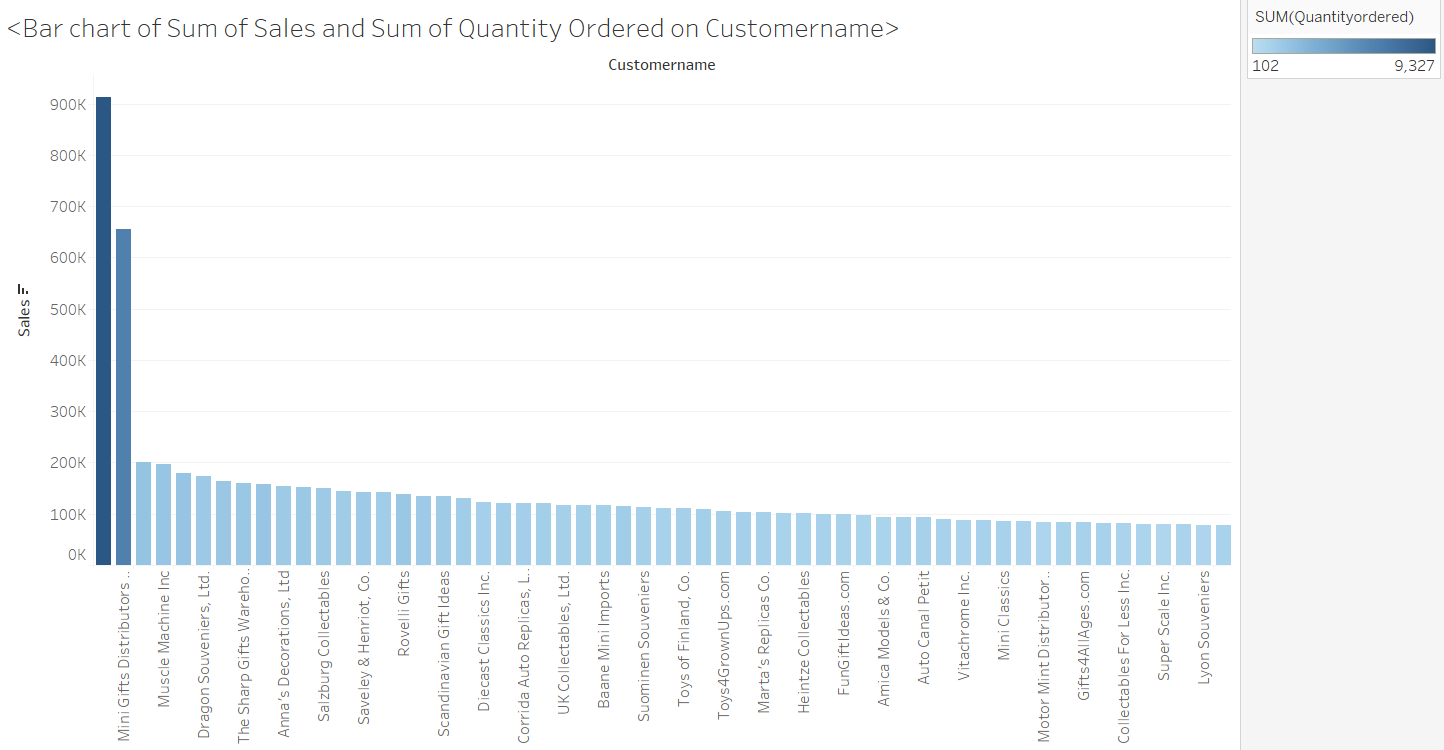 <Bar chart of Sum of Sales and Sum of Quantity Ordered on Customername>
SUM(Quantityordered)
102 9,327
Customername
Sales
900K
800K
700K
600K
500K
400K
300K
200K
100K
0K
Mini Gifts Distributors ..
Muscle Machine Inc
Dragon Souveniers, Ltd.
The Sharp Gifts Wareho..
Anna's Decorations, Ltd
Salzburg Collectables
Saveley & Henriot, Co.
Rovelli Gifts
Scandinavian Gift Ideas
Diecast Classics Inc.
Corrida Auto Replicas, L..
UK Collectables, Ltd.
Baane Mini Imports
Suominen Souveniers
Toys of Finland, Co.
Toys4GrownUps.com
Marta's Replicas Co.
Heintze Collectables
FunGiftIdeas.com
Amica Models & Co.
Auto Canal Petit
Vitachrome Inc.
Mini Classics
Motor Mint Distributor..
Gifts4AllAges.com
Collectables For Less Inc.
Super Scale Inc.
Lyon Souveniers